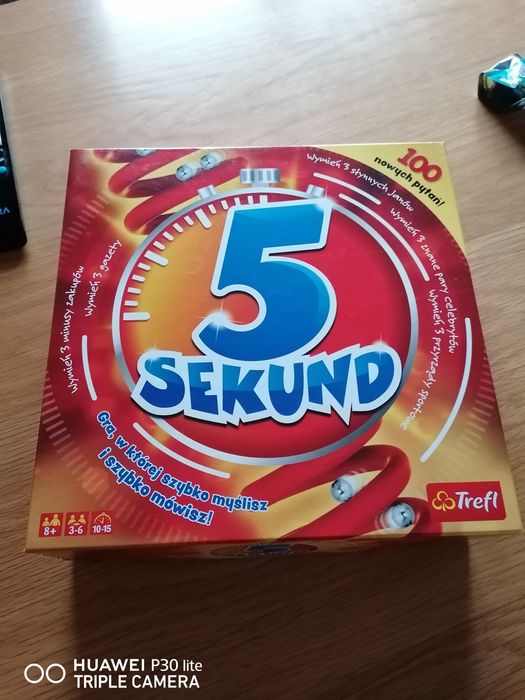 100
nowych pytań!
wymień 3 słynnych Janów
wymień 3 znane pary celebrytów
wymień 3 przyrządy sportowe
wymień 3 gazety
wymień 3 minusy zakupów
5
SEKUND
Gra, w której szybko myślisz
i szybko mówisz!
8+
3-6
10-15
Trefl
5
SEKUND
HUAWEI P30 lite
TRIPLE CAMERA